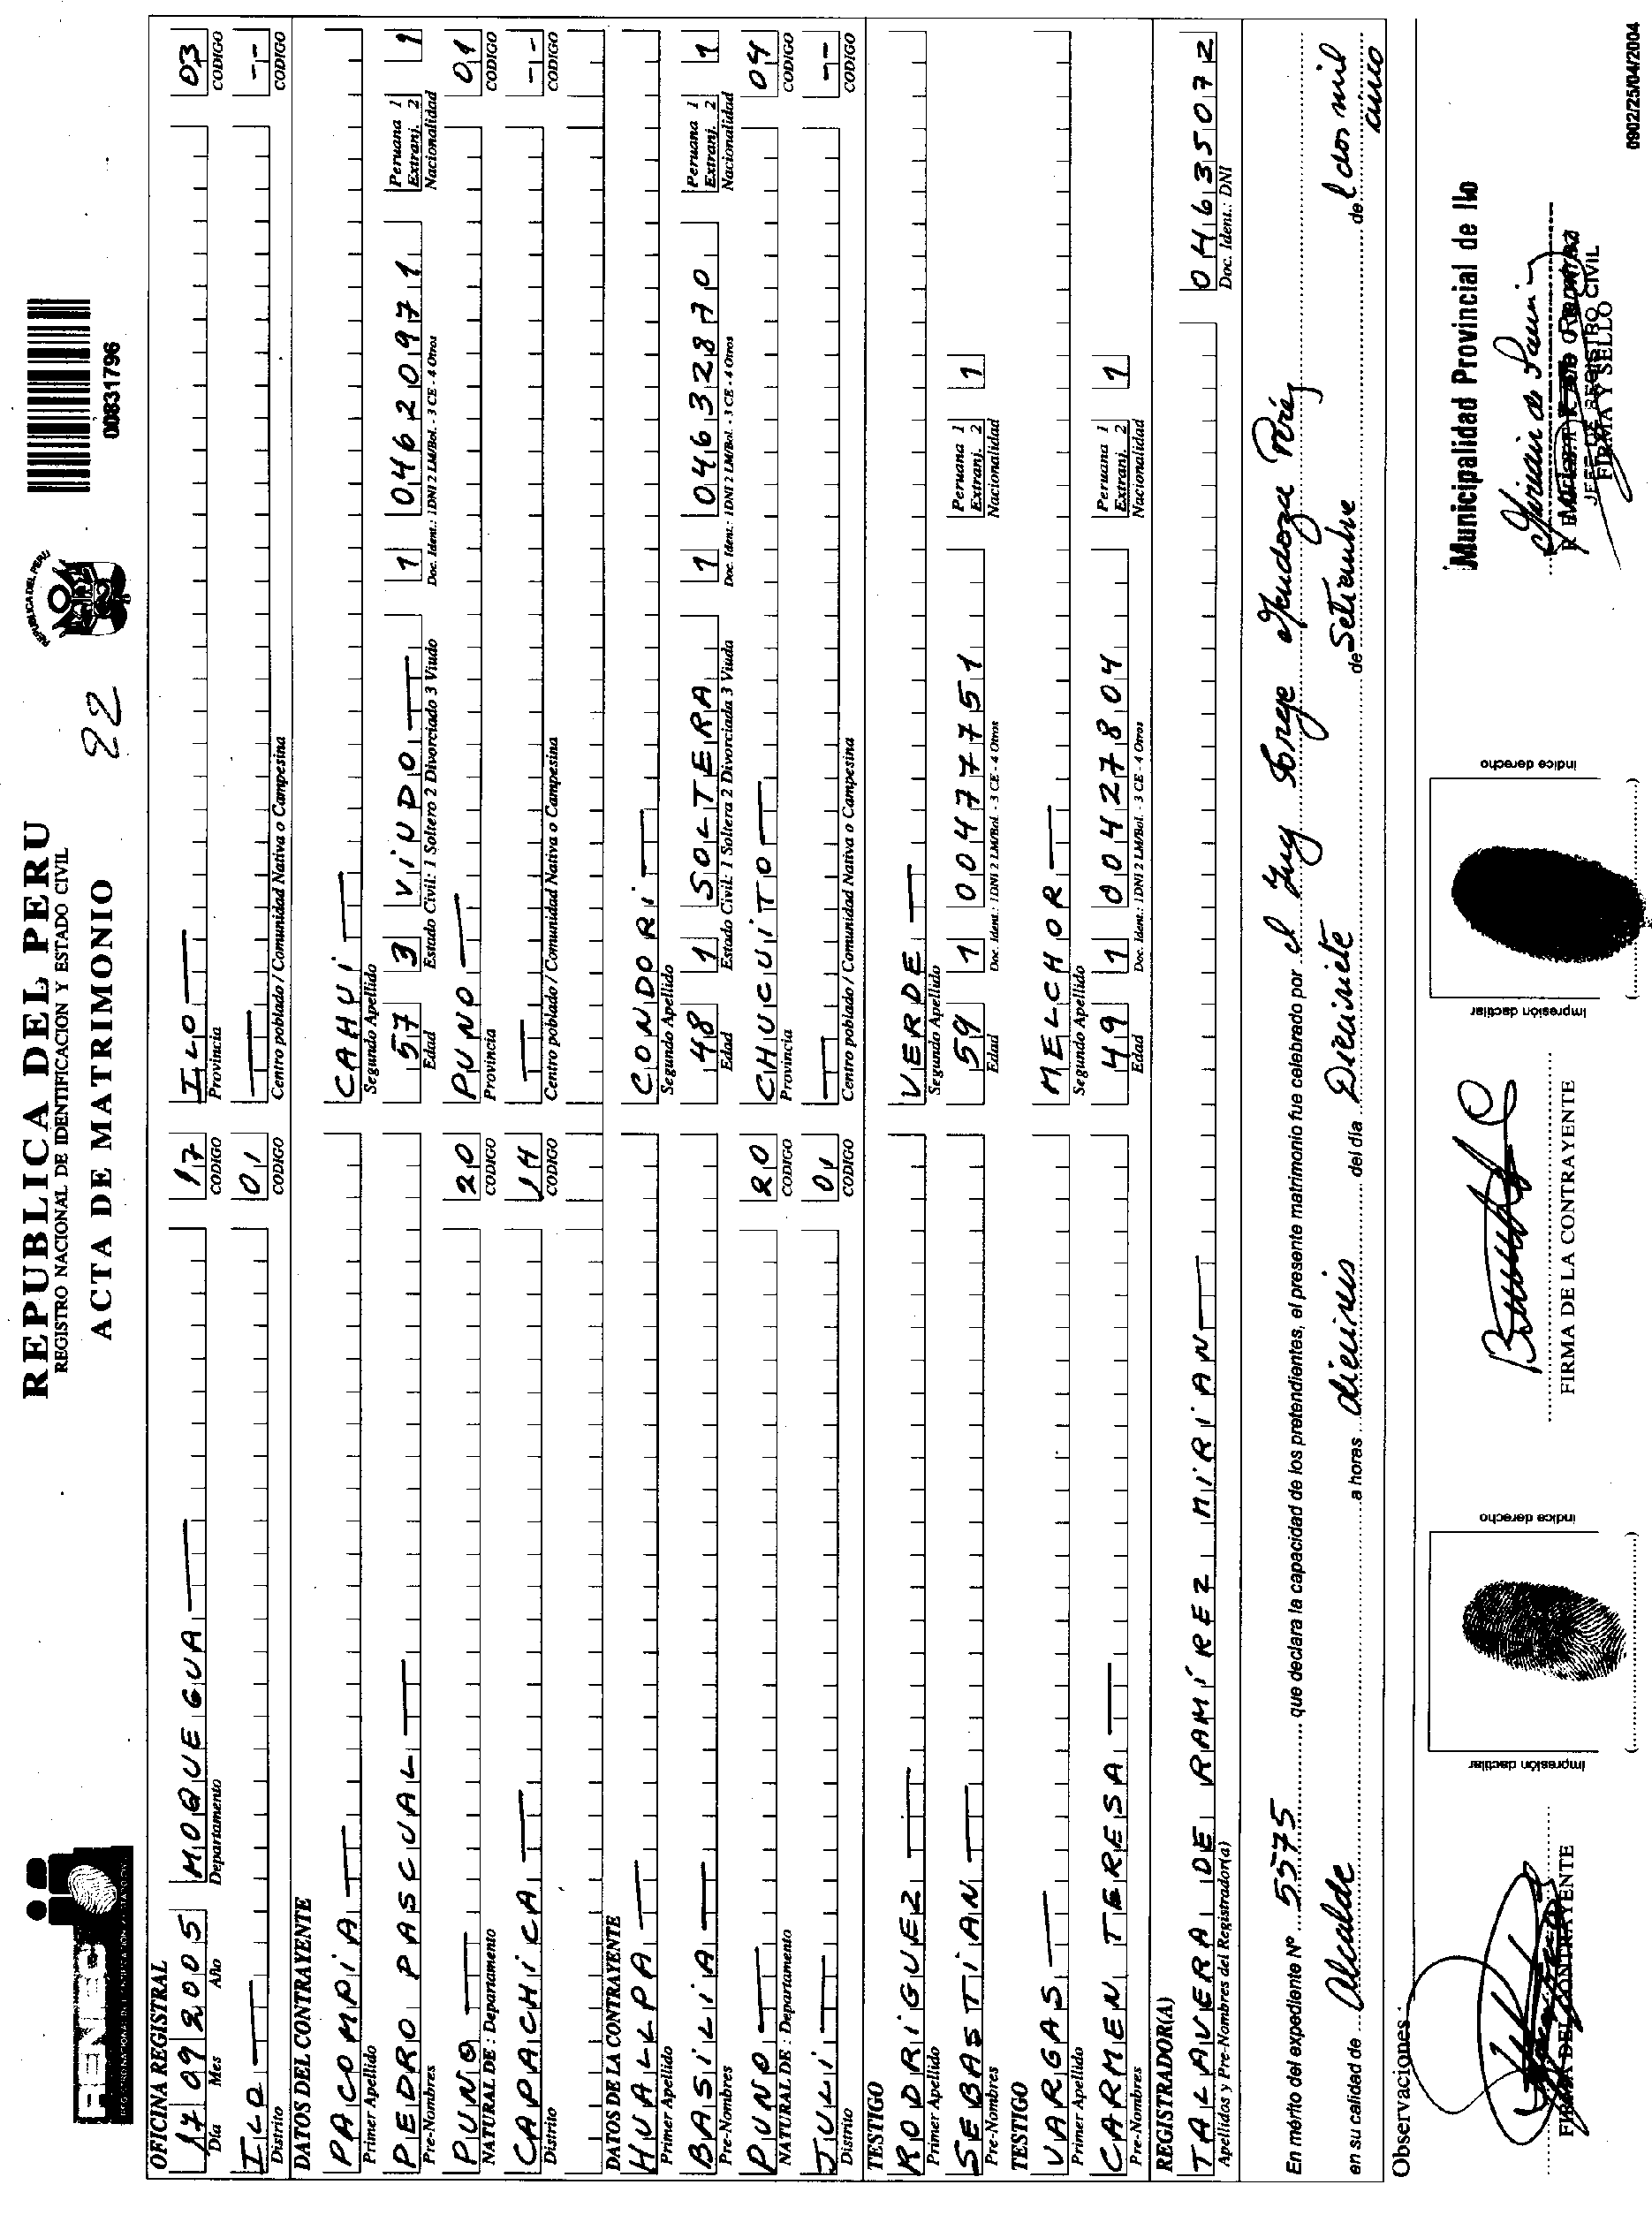 RENIEC
REGISTRO NACIONAL DE IDENTIFICACION Y ESTADO CIVIL
REPUBLICA DEL PERU
REGISTRO NACIONAL DE IDENTIFICACION Y ESTADO CIVIL
ACTA DE MATRIMONIO
22
REPUBLICA DEL PERU
00831796
OFICINA REGISTRAL
17 09 2005 MOQUEGUA 17 ILO 03
Día Mes Año Departamento CODIGO Provincia CODIGO
ILO 01 --
Distrito CODIGO Centro poblado / Comunidad Nativa o Campesina CODIGO
DATOS DEL CONTRAYENTE
PACOMPIA CAHUI
Primer Apellido Segundo Apellido
PEDRO PASCUAL 57 3 VIUDO 1 04620971 Peruana 1 Extranj. 2 1
Pre-Nombres Edad Estado Civil: 1 Soltero 2 Divorciado 3 Viudo Doc. Ident.: 1DNI 2 LM/Bol. - 3 CE - 4 Otros Nacionalidad
PUNO 20 PUNO 01
NATURAL DE : Departamento CODIGO Provincia CODIGO
CAPACHICA 14 --
Distrito CODIGO Centro poblado / Comunidad Nativa o Campesina CODIGO
DATOS DE LA CONTRAYENTE
HUALLPA CONDORI
Primer Apellido Segundo Apellido
BASILIA 48 1 SOLTERA 1 04632870 Peruana 1 Extranj. 2 1
Pre-Nombres Edad Estado Civil: 1 Soltera 2 Divorciada 3 Viuda Doc. Ident.: 1DNI 2 LM/Bol. - 3 CE - 4 Otros Nacionalidad
PUNO 20 CHUCUITO 04
NATURAL DE : Departamento CODIGO Provincia CODIGO
JULI 01 --
Distrito CODIGO Centro poblado / Comunidad Nativa o Campesina CODIGO
TESTIGO
RODRIGUEZ VERDE
Primer Apellido Segundo Apellido
SEBASTIAN 59 1 00477751 Peruana 1 Extranj. 2 1
Pre-Nombres Edad Doc. Ident.: 1DNI 2 LM/Bol. - 3 CE - 4 Otros Nacionalidad
TESTIGO
VARGAS MELCHOR
Primer Apellido Segundo Apellido
CARMEN TERESA 49 1 00427804 Peruana 1 Extranj. 2 1
Pre-Nombres Edad Doc. Ident.: 1DNI 2 LM/Bol. - 3 CE - 4 Otros Nacionalidad
REGISTRADOR(A)
TALAVERA DE RAMÍREZ MIRIAN 04635072
Apellidos y Pre-Nombres del Registrador(a) Doc. Ident.: DNI
En mérito del expediente Nº 5575 que declara la capacidad de los pretendientes, el presente matrimonio fue celebrado por el Ing Jorge Mendoza Peréz
en su calidad de Alcalde a horas dieciseis del día Diecisiete de Setiembre de l dos mil cinco
Observaciones:
Municipalidad Provincial de Ilo
JEFE DE REGISTRO CIVIL
FIRMA Y SELLO
FIRMA DEL CONTRAYENTE
Impresión dactilar índice derecho
FIRMA DE LA CONTRAYENTE
Impresión dactilar índice derecho
0902/25/04/2004